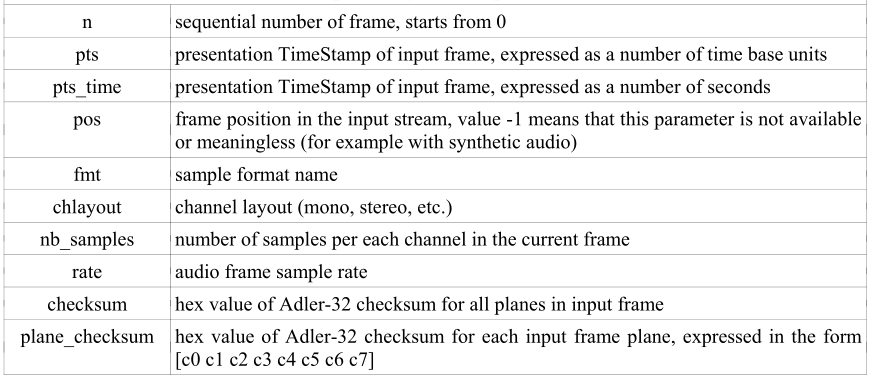 n sequential number of frame, starts from 0
pts presentation TimeStamp of input frame, expressed as a number of time base units
pts_time presentation TimeStamp of input frame, expressed as a number of seconds
pos frame position in the input stream, value -1 means that this parameter is not available
or meaningless (for example with synthetic audio)
fmt sample format name
chlayout channel layout (mono, stereo, etc.)
nb_samples number of samples per each channel in the current frame
rate audio frame sample rate
checksum hex value of Adler-32 checksum for all planes in input frame
plane_checksum hex value of Adler-32 checksum for each input frame plane, expressed in the form
[c0 c1 c2 c3 c4 c5 c6 c7]